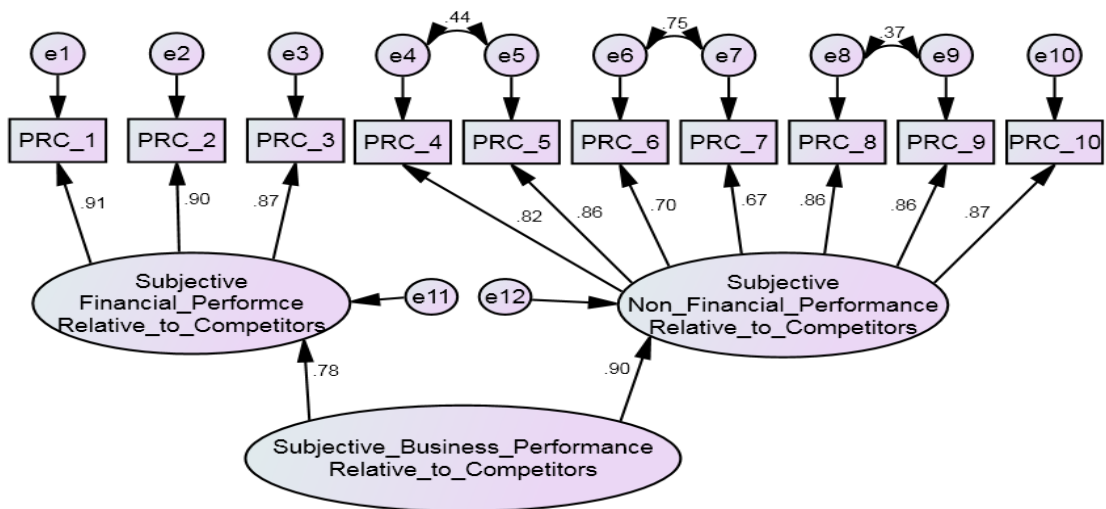 .44
.75
.37
e1
e2
e3
e4
e5
e6
e7
e8
e9
e10
PRC_1
PRC_2
PRC_3
PRC_4
PRC_5
PRC_6
PRC_7
PRC_8
PRC_9
PRC_10
.91
.90
.87
.82
.86
.70
.67
.86
.86
.87
Subjective
Financial_Performce
Relative_to_Competitors
e11
e12
Subjective
Non_Financial_Performance
Relative_to_Competitors
.78
.90
Subjective_Business_Performance
Relative_to_Competitors